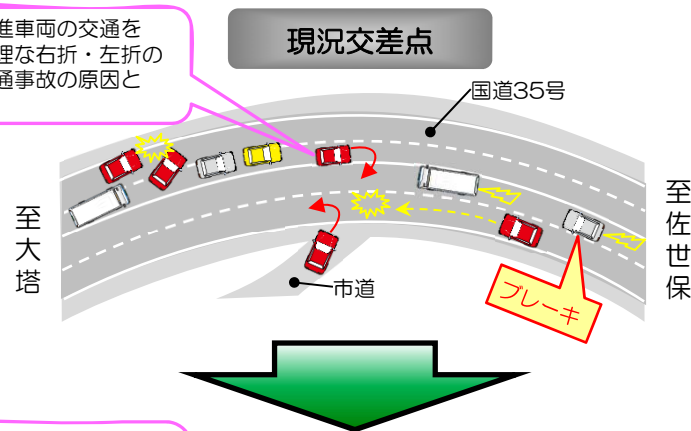 進車両の交通を
理な右折・左折の
通事故の原因と
現況交差点
国道35号
至大塔
至佐世保
市道
ブレーキ